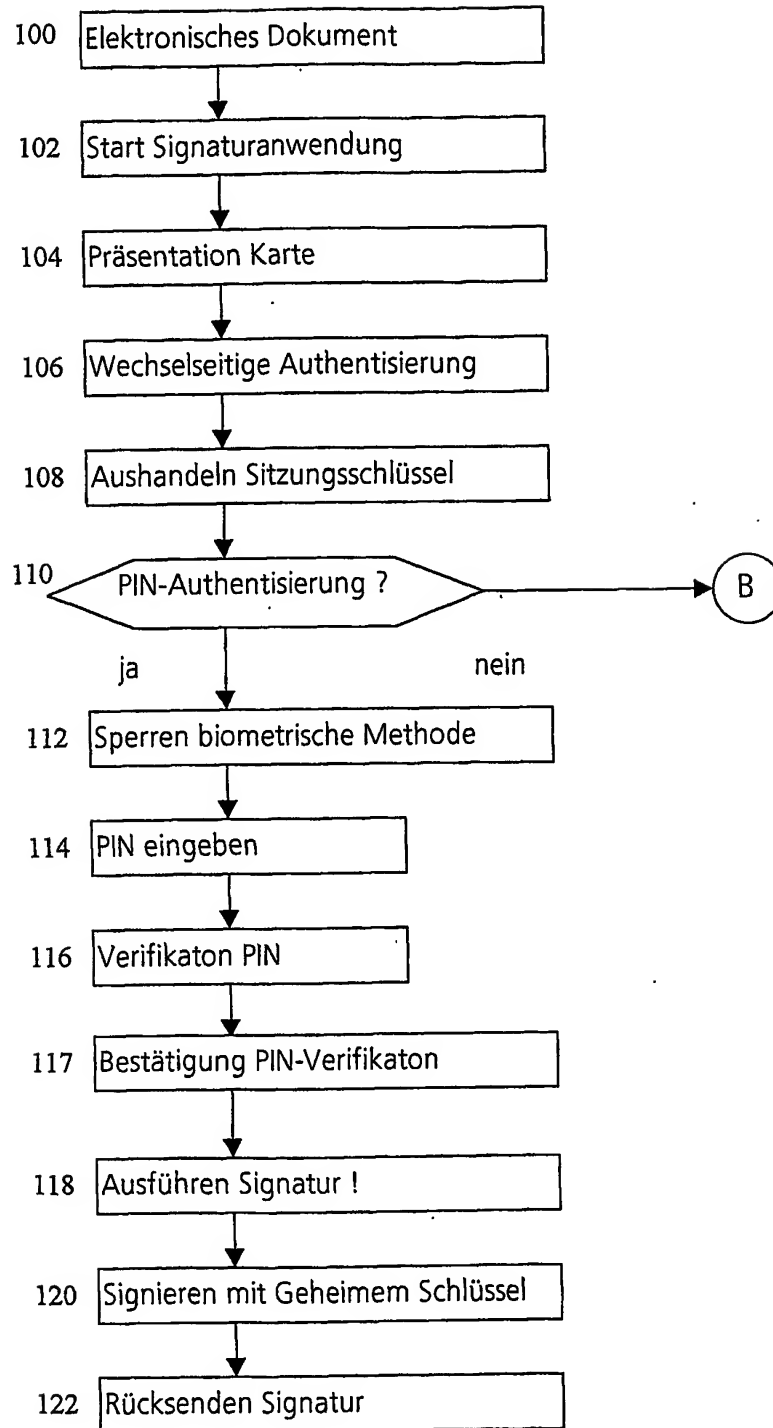 100 Elektronisches Dokument
102 Start Signaturanwendung
104 Präsentation Karte
106 Wechselseitige Authentisierung
108 Aushandeln Sitzungsschlüssel
110 PIN-Authentisierung ? B
ja nein
112 Sperren biometrische Methode
114 PIN eingeben
116 Verifikaton PIN
117 Bestätigung PIN-Verifikaton
118 Ausführen Signatur !
120 Signieren mit Geheimem Schlüssel
122 Rücksenden Signatur